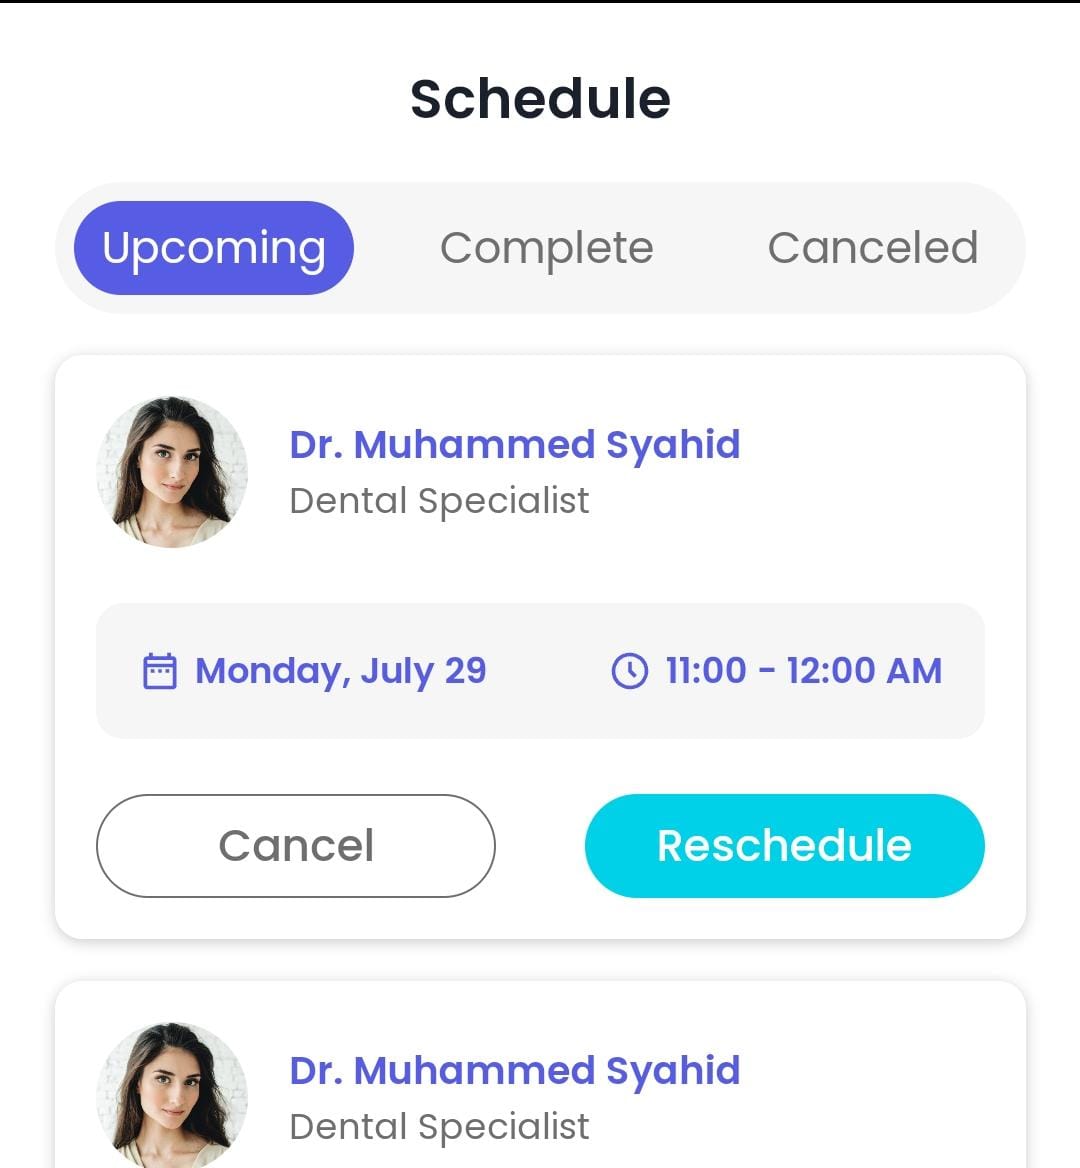 Schedule
Upcoming Complete Canceled
Dr. Muhammed Syahid
Dental Specialist
Monday, July 29 11:00 - 12:00 AM
Cancel Reschedule
Dr. Muhammed Syahid
Dental Specialist